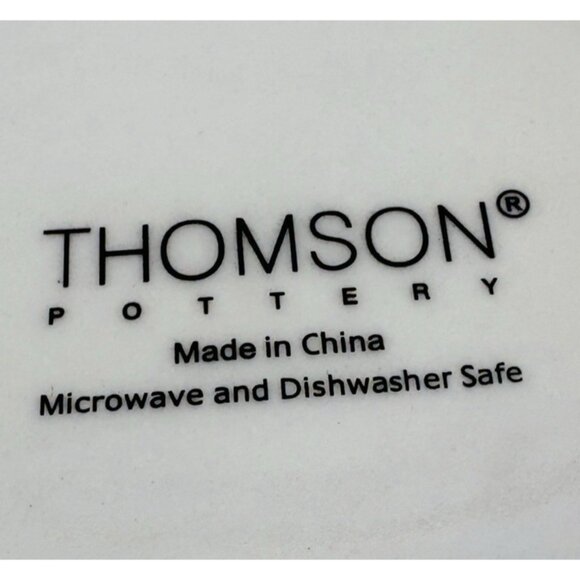 THOMSON®
POTTERY
Made in China
Microwave and Dishwasher Safe